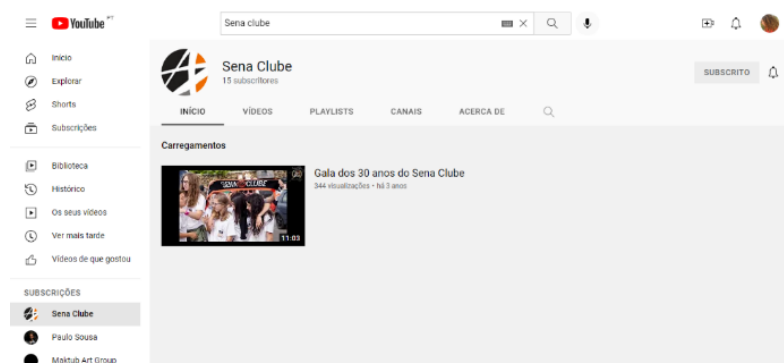 YouTube PT
Sena clube
Início
Explorar
Shorts
Subscrições
Biblioteca
Histórico
Os seus vídeos
Ver mais tarde
Vídeos de que gostou
SUBSCRIÇÕES
Sena Clube
Paulo Sousa
Maktub Art Group
Sena Clube
15 subscritores
SUBSCRITO
INÍCIO VÍDEOS PLAYLISTS CANAIS ACERCA DE
Carregamentos
SENA CLUBE
11:03
Gala dos 30 anos do Sena Clube
344 visualizações • há 3 anos